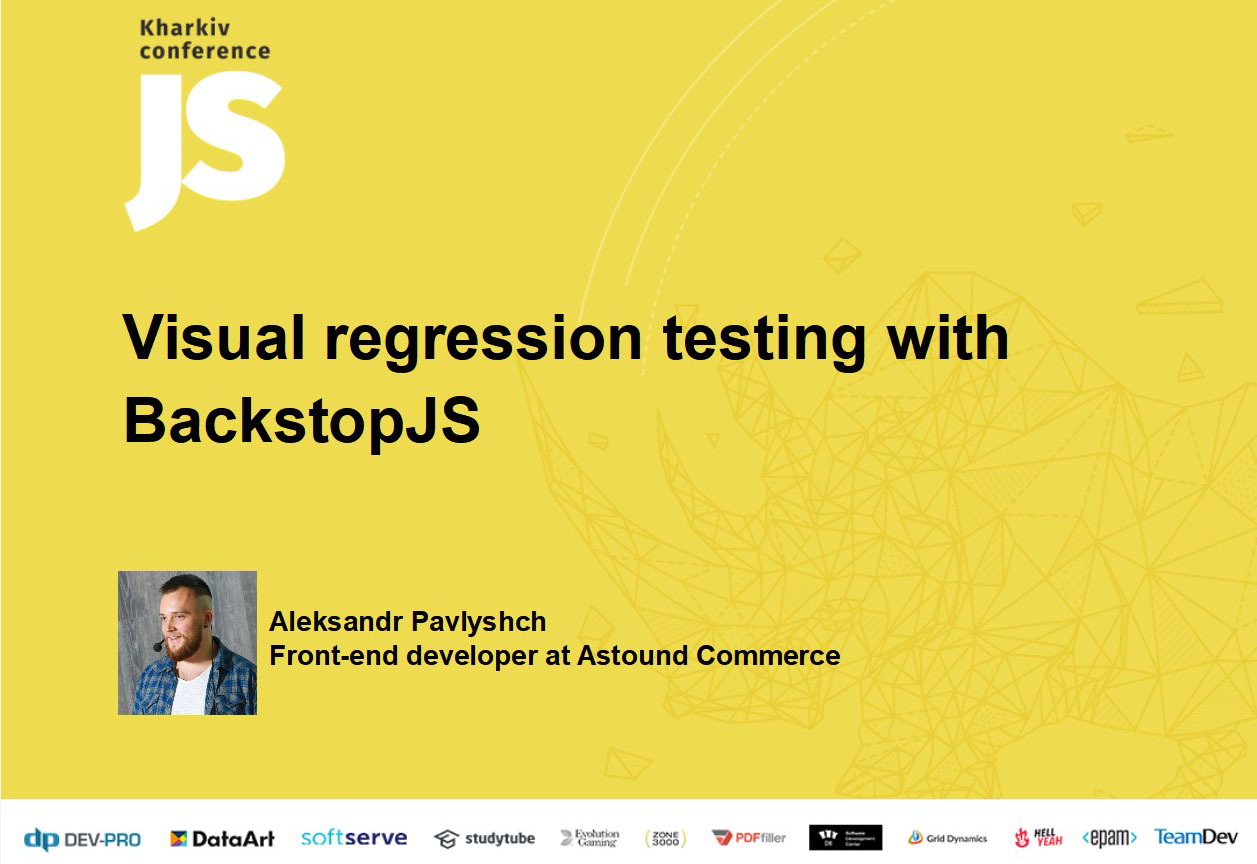 Kharkiv
conference
JS
Visual regression testing with
BackstopJS
Aleksandr Pavlyshch
Front-end developer at Astound Commerce
dp DEV-PRO
DataArt
softserve
studytube
Evolution
Gaming
ZONE
3000
PDFfiller
Software
Development
Center
Grid Dynamics
HELL
YEAH
<epam>
TeamDev